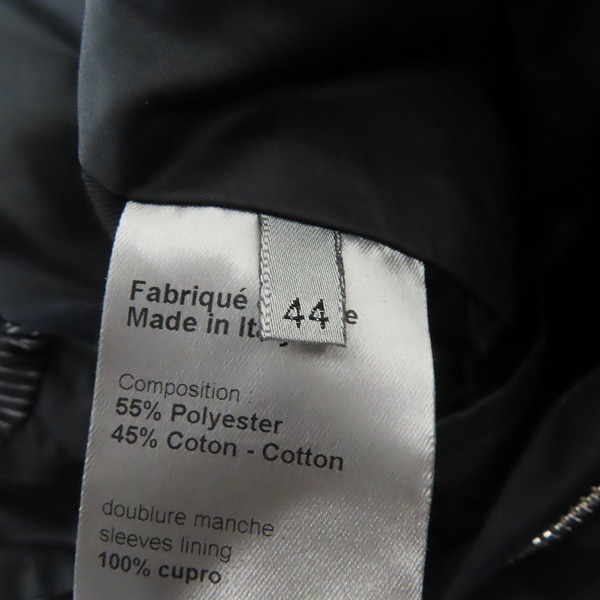 Fabriqué
44
Made in
Composition :
55% Polyester
45% Coton - Cotton
doublure manche
sleeves lining
100% cupro